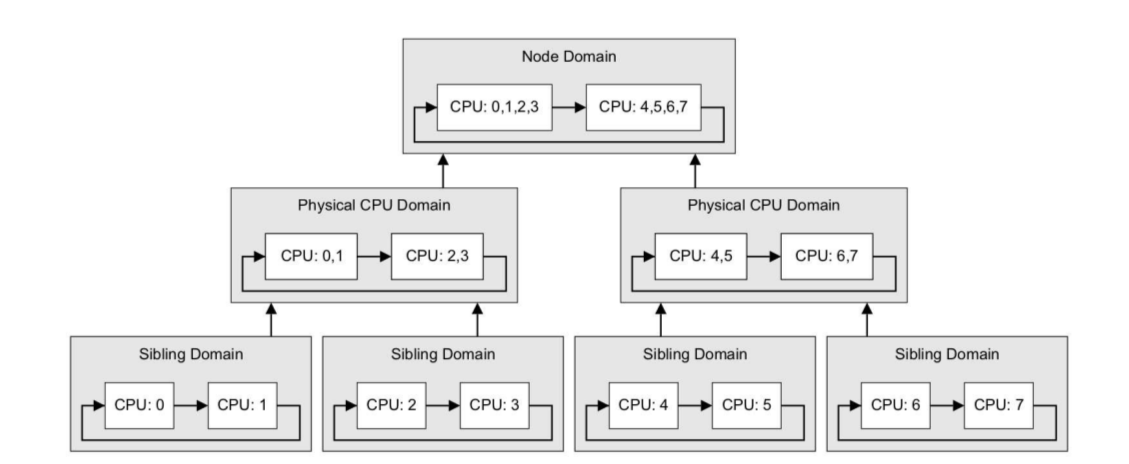 Node Domain
CPU: 0,1,2,3
CPU: 4,5,6,7
Physical CPU Domain
CPU: 0,1
CPU: 2,3
Physical CPU Domain
CPU: 4,5
CPU: 6,7
Sibling Domain
CPU: 0
CPU: 1
Sibling Domain
CPU: 2
CPU: 3
Sibling Domain
CPU: 4
CPU: 5
Sibling Domain
CPU: 6
CPU: 7